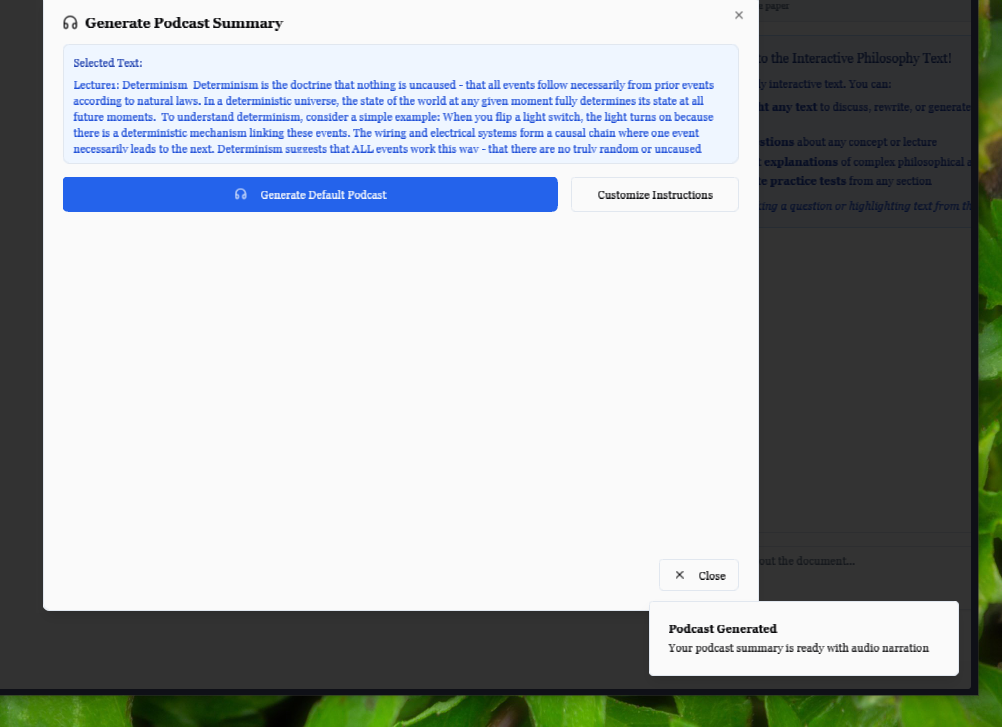 Generate Podcast Summary
Selected Text:
Lecture1: Determinism Determinism is the doctrine that nothing is uncaused - that all events follow necessarily from prior events
according to natural laws. In a deterministic universe, the state of the world at any given moment fully determines its state at all
future moments. To understand determinism, consider a simple example: When you flip a light switch, the light turns on because
there is a deterministic mechanism linking these events. The wiring and electrical systems form a causal chain where one event
necessarily leads to the next. Determinism suggests that ALL events work this way - that there are no truly random or uncaused
Generate Default Podcast
Customize Instructions
Close
paper
to the Interactive Philosophy Text!
interactive text. You can:
any text to discuss, rewrite, or generate
about any concept or lecture
explanations of complex philosophical
practice tests from any section
a question or highlighting text from
the document...
Podcast Generated
Your podcast summary is ready with audio narration